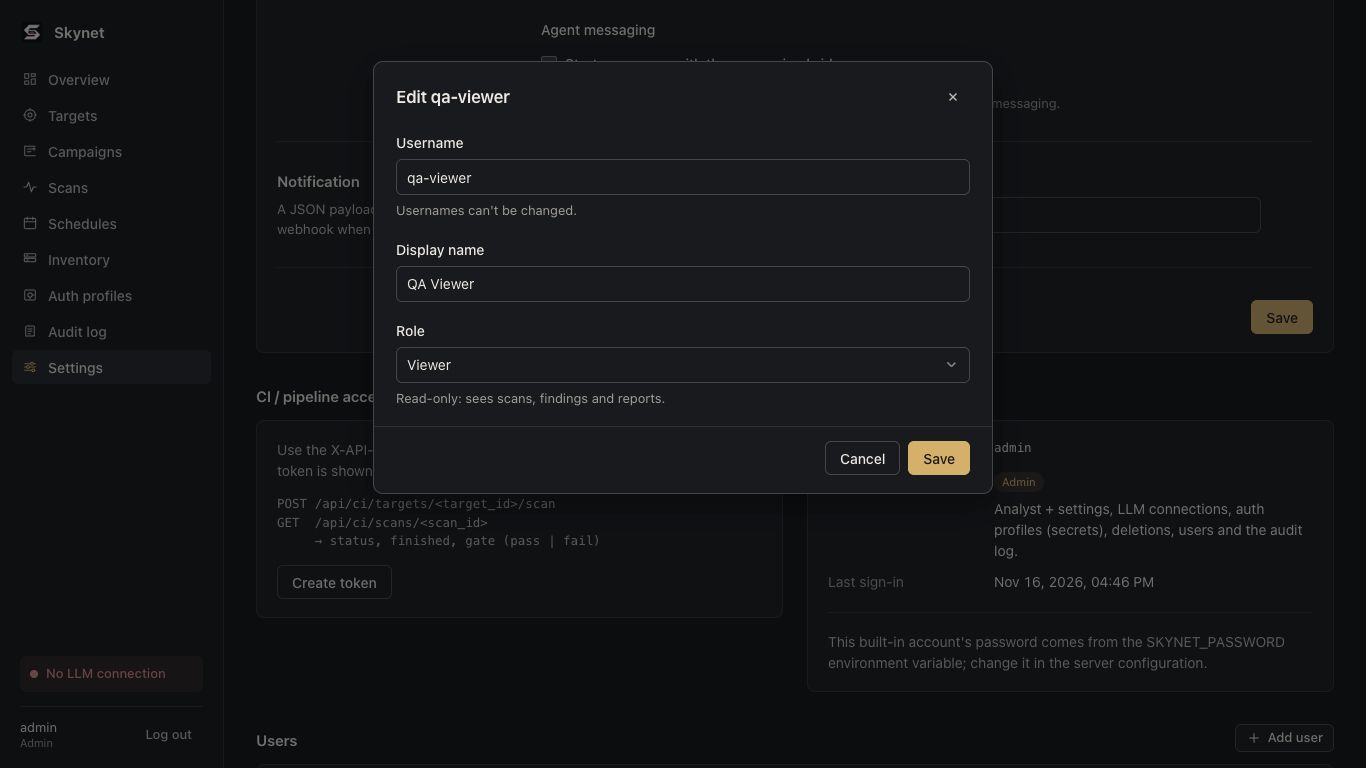 Skynet
Overview
Targets
Campaigns
Scans
Schedules
Inventory
Auth profiles
Audit log
Settings
No LLM connection
admin
Admin
Log out
Agent messaging
messaging.
Notification
A JSON payload
webhook when
Save
Edit qa-viewer
Username
qa-viewer
Usernames can't be changed.
Display name
QA Viewer
Role
Viewer
Read-only: sees scans, findings and reports.
Cancel
Save
CI / pipeline acce
Use the X-API-
token is shown
POST /api/ci/targets/<target_id>/scan
GET /api/ci/scans/<scan_id>
→ status, finished, gate (pass | fail)
Create token
admin
Admin
Analyst + settings, LLM connections, auth
profiles (secrets), deletions, users and the audit
log.
Last sign-in
Nov 16, 2026, 04:46 PM
This built-in account's password comes from the SKYNET_PASSWORD
environment variable; change it in the server configuration.
Users
Add user